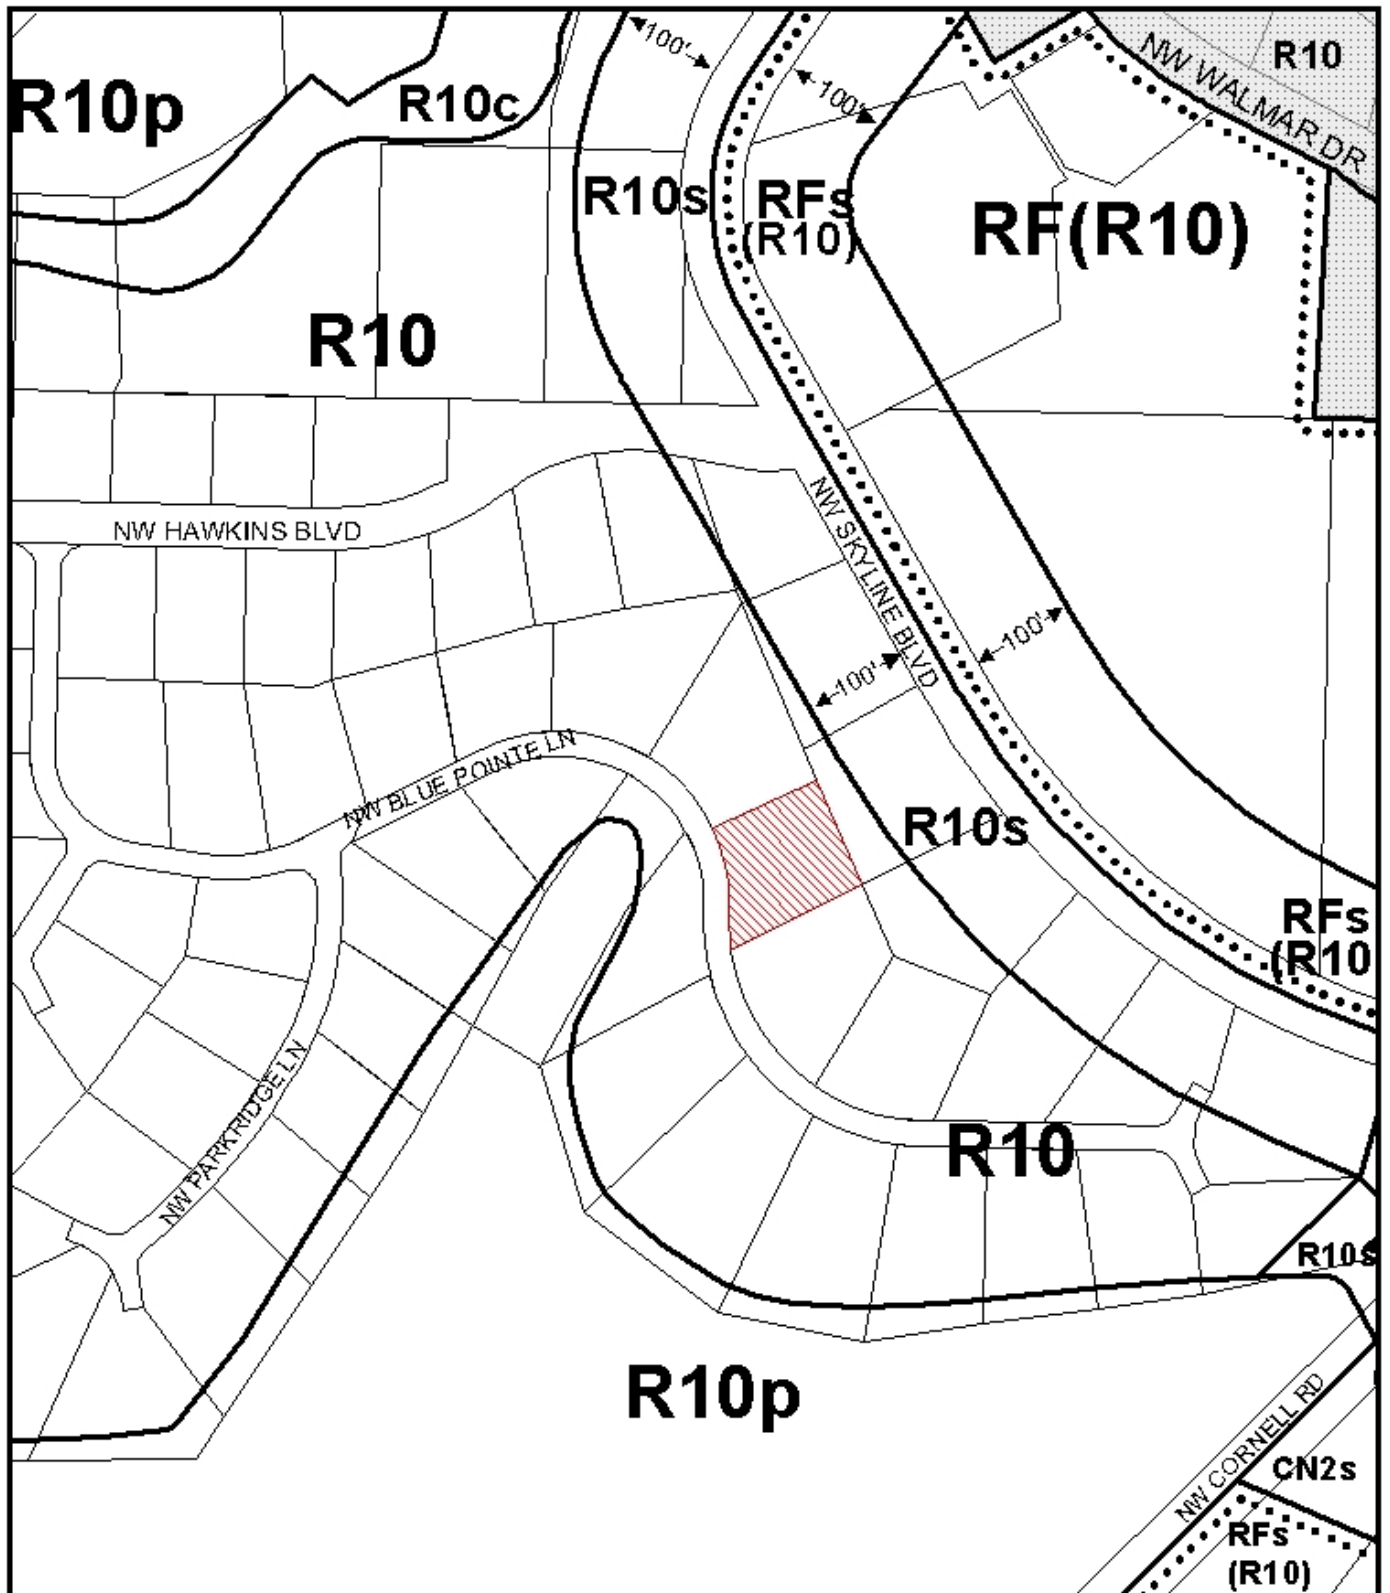 100'
R10
NW WALMAR DR
R10p
R10c
100'
R10s
RFs
(R10)
RF(R10)
R10
NW HAWKINS BLVD
NW SKYLINE BLVD
100'
100'
NW BLUE POINTE LN
R10s
RFs
(R10
NW PARKRIDGE LN
R10
R10s
R10p
NW CORNELL RD
CN2s
RFs
(R10)